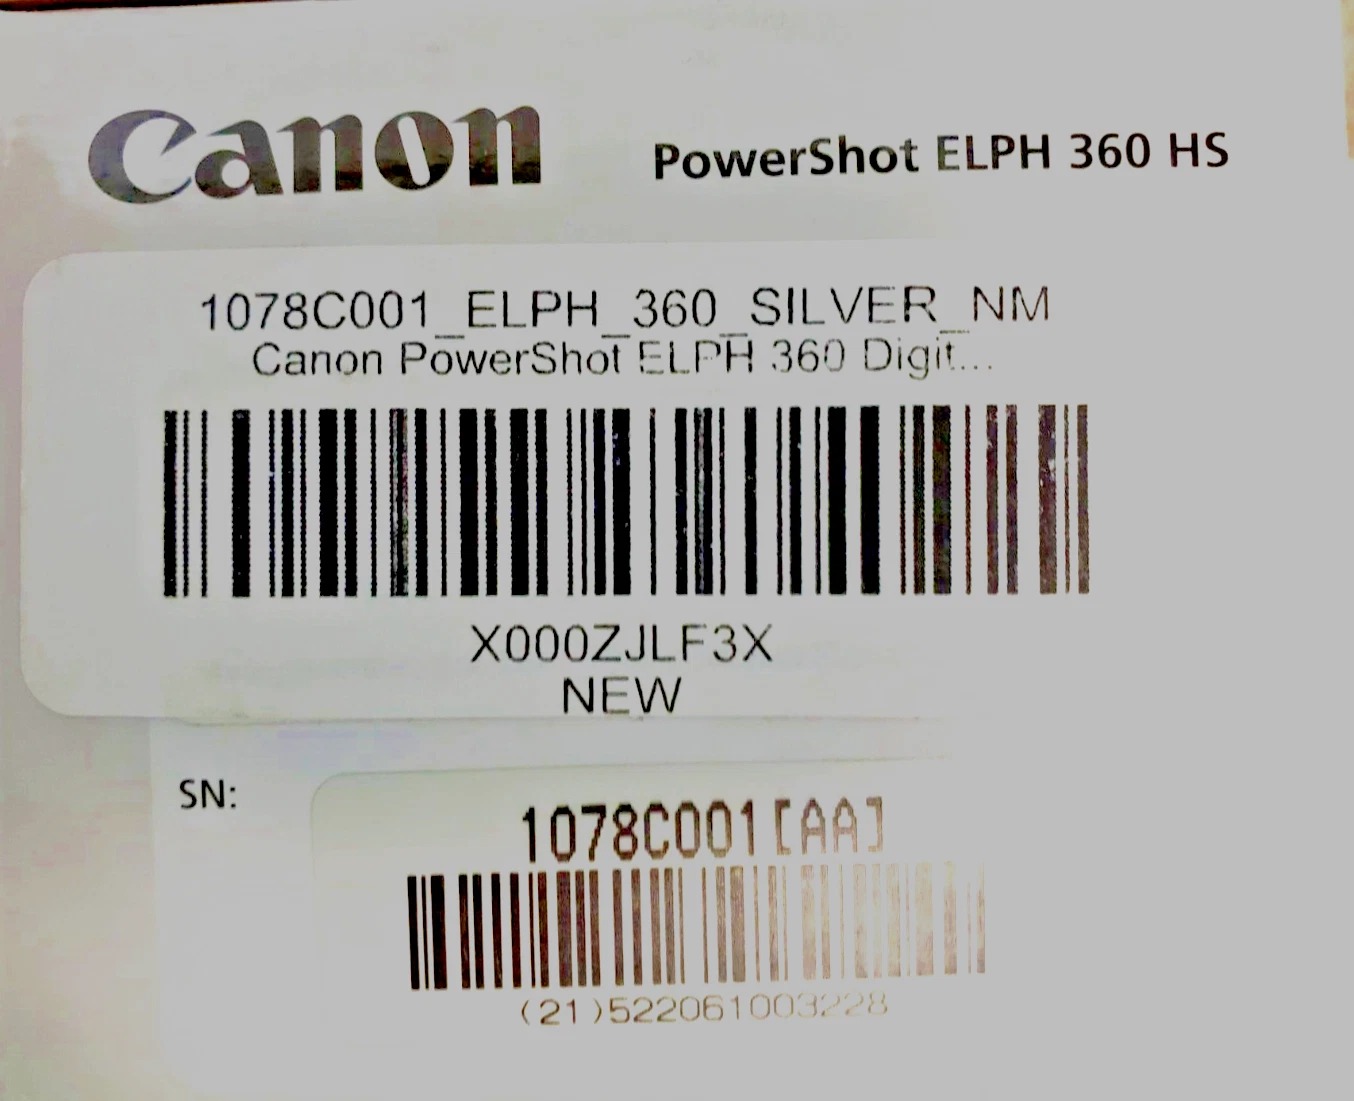 Canon
PowerShot ELPH 360 HS
1078C001_ELPH_360_SILVER_NM
Canon PowerShot ELPH 360 Digit...
X000ZJLF3X
NEW
SN:
1078C001[AA]
(21)522061003228